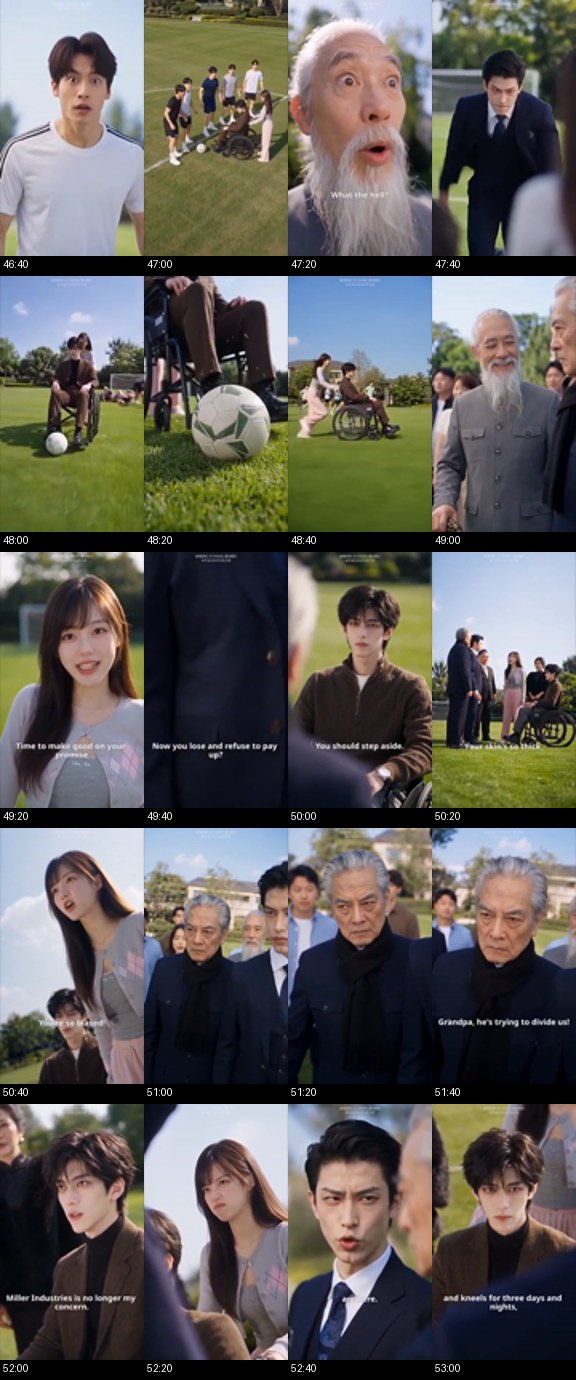 What the hell?
46:40
47:00
47:20
47:40
48:00
48:20
48:40
49:00
Time to make good on your
promise.
Now you lose and refuse to pay
up?
You should step aside.
Your skin's so thick.
49:20
49:40
50:00
50:20
You're so biased!
Grandpa, he's trying to divide us!
50:40
51:00
51:20
51:40
Miller Industries is no longer my
concern.
and kneels for three days and
nights,
52:00
52:20
52:40
53:00